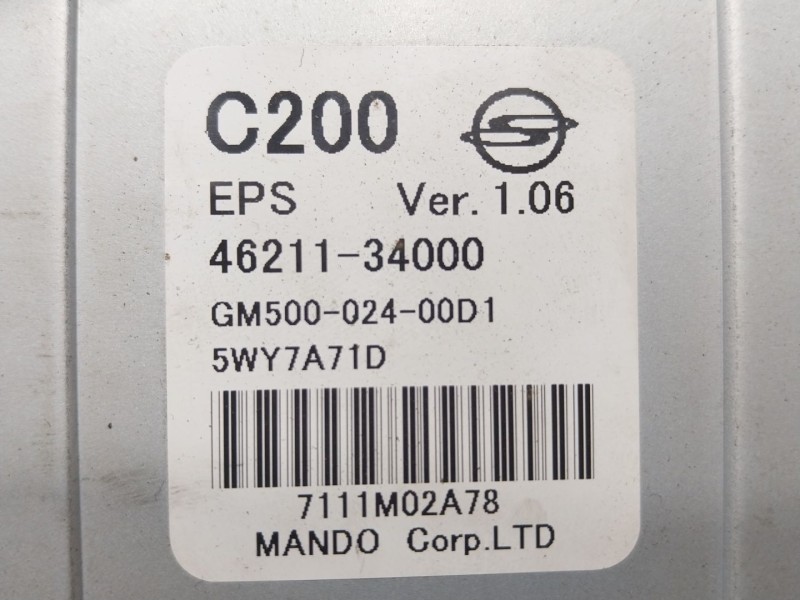 C200
EPS Ver. 1.06
46211-34000
GM500-024-00D1
5WY7A71D
7111M02A78
MANDO Corp.LTD